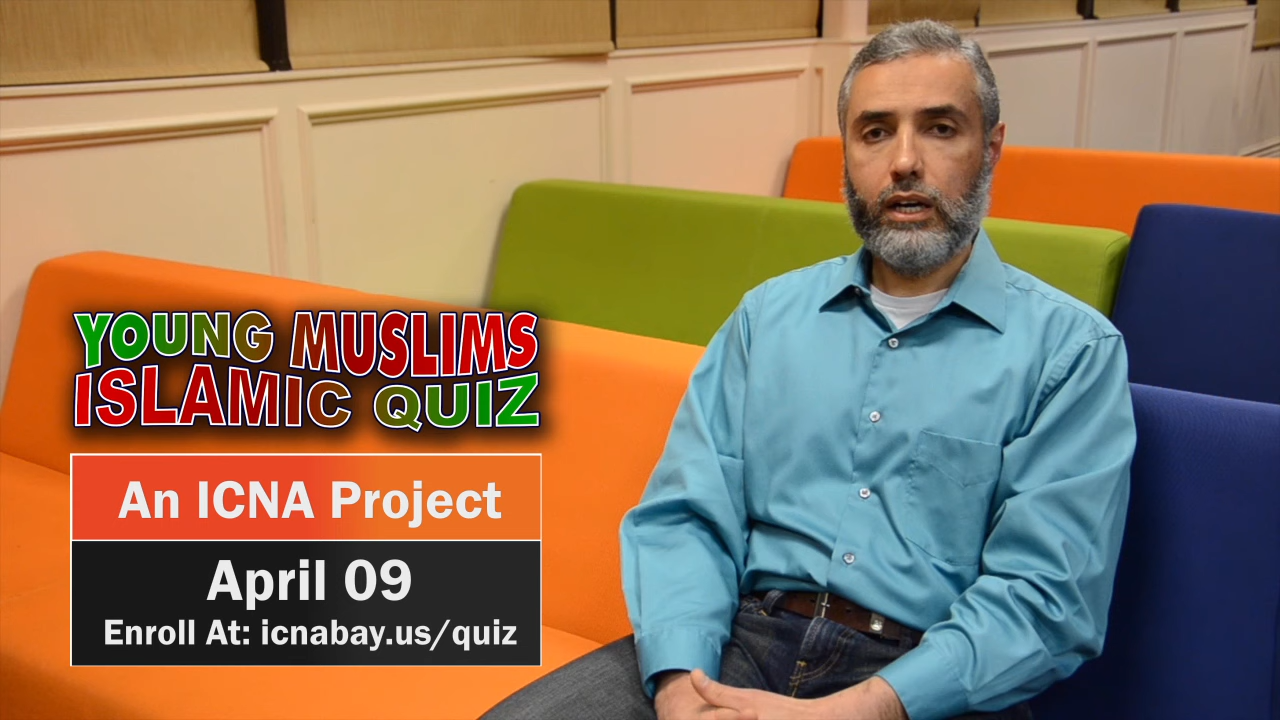 YOUNG MUSLIMS
ISLAMIC QUIZ
An ICNA Project
April 09
Enroll At: icnabay.us/quiz